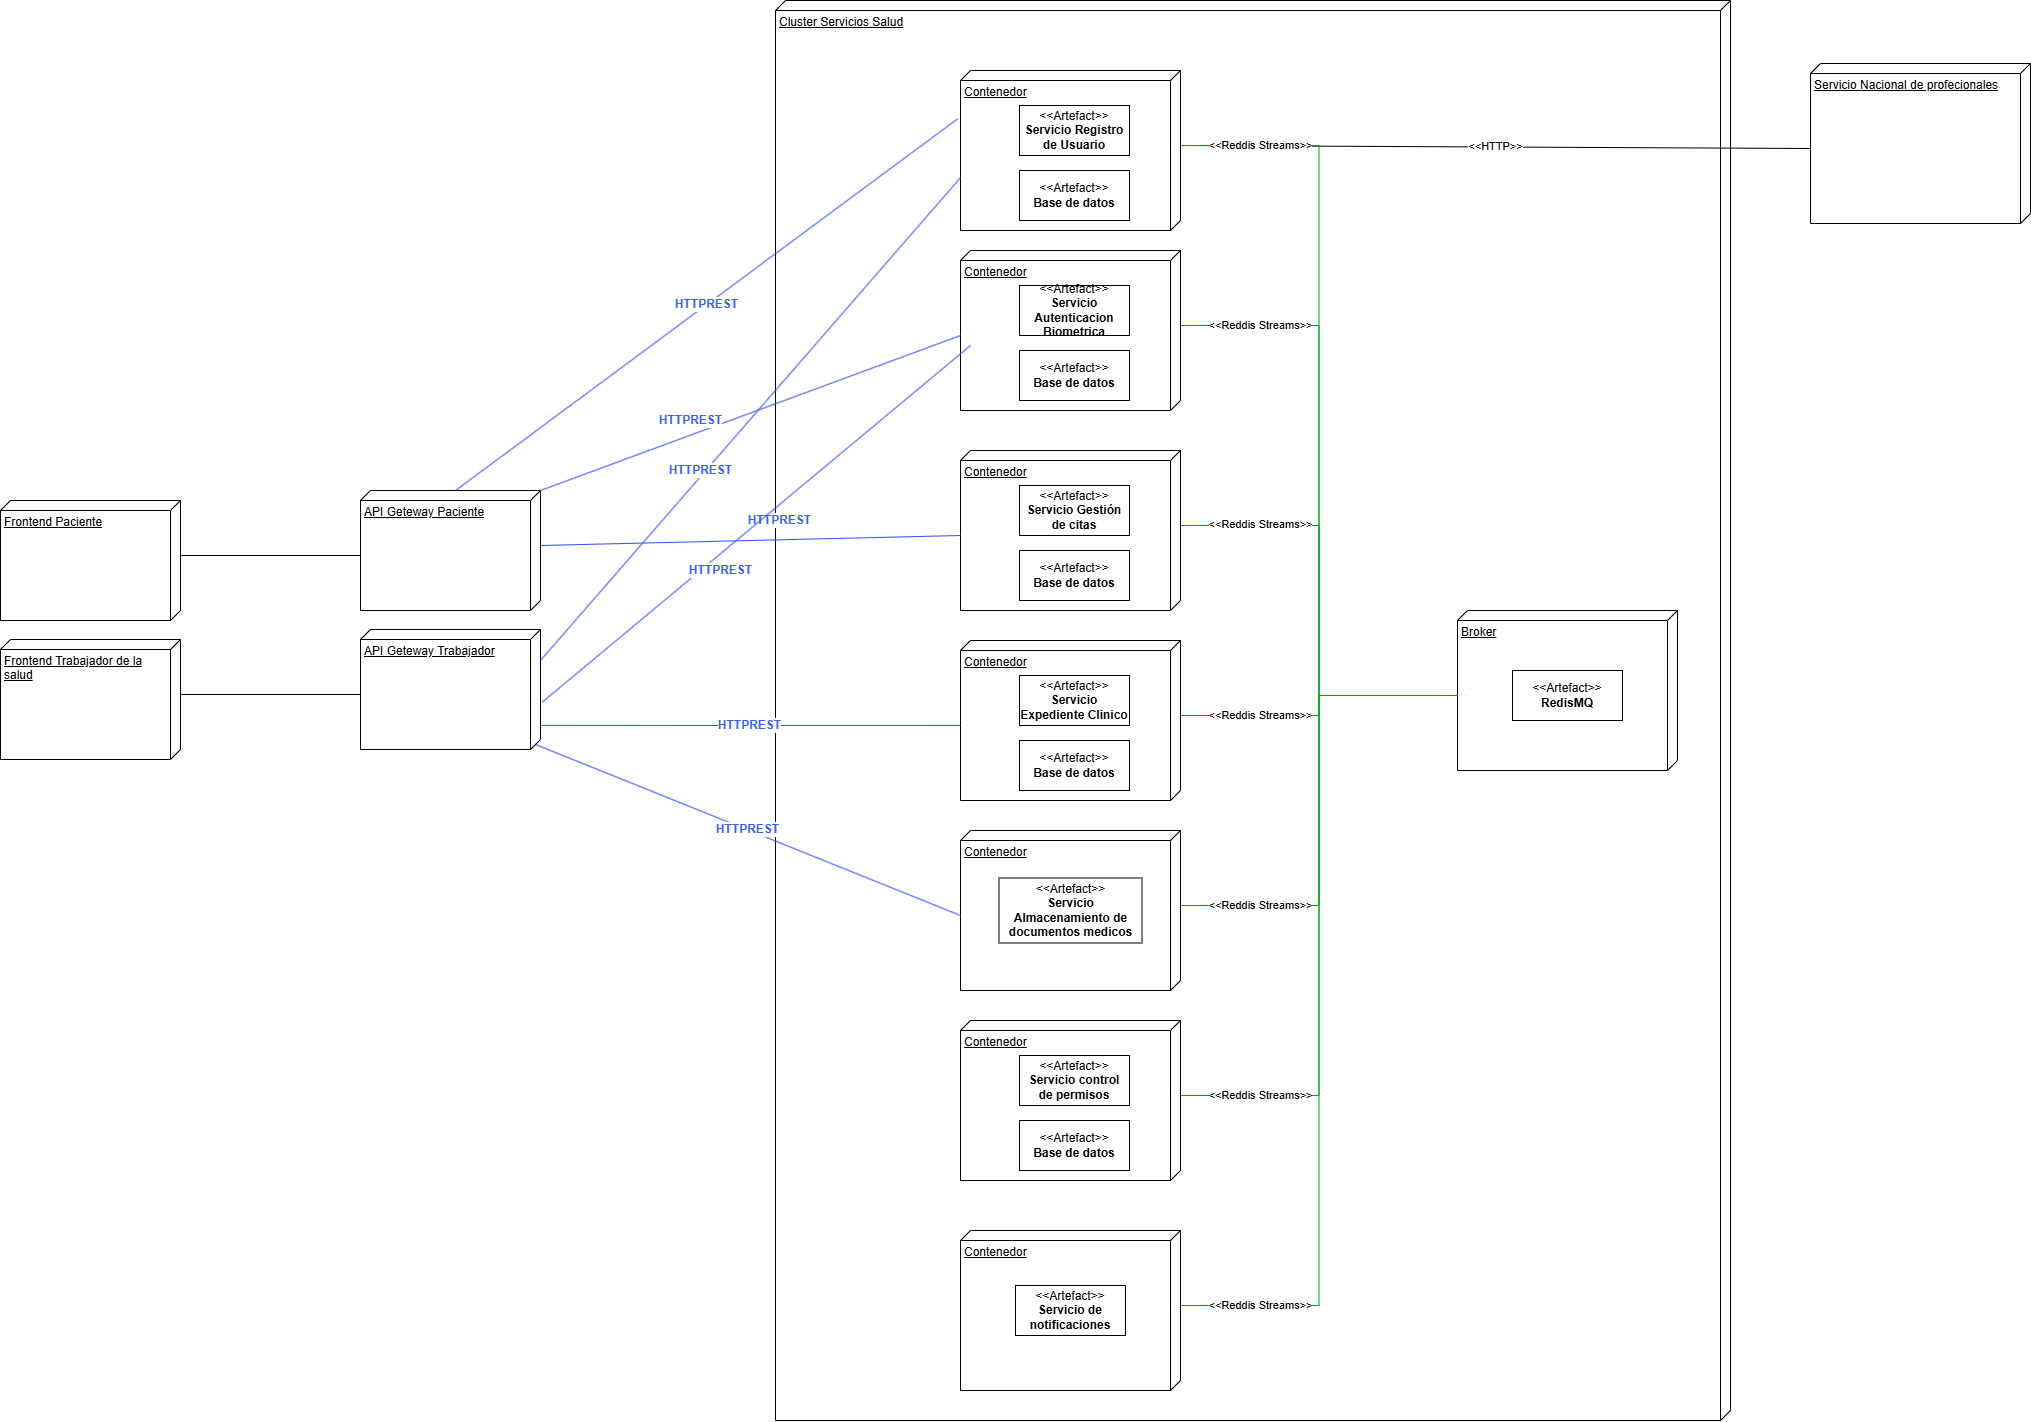 Cluster Servicios Salud
Servicio Nacional de profecionales
Contenedor
<<Artefact>>
Servicio Registro
de Usuario
<<Artefact>>
Base de datos
<<Reddis Streams>>
<<HTTP>>
Contenedor
<<Artefact>>
Servicio
Autenticacion
Biometrica
<<Artefact>>
Base de datos
<<Reddis Streams>>
HTTPREST
HTTPREST
HTTPREST
HTTPREST
HTTPREST
Contenedor
<<Artefact>>
Servicio Gestión
de citas
<<Artefact>>
Base de datos
<<Reddis Streams>>
Frontend Paciente
API Geteway Paciente
Frontend Trabajador de la
salud
API Geteway Trabajador
HTTPREST
HTTPREST
Contenedor
<<Artefact>>
Servicio
Expediente Clinico
<<Artefact>>
Base de datos
<<Reddis Streams>>
Broker
<<Artefact>>
RedisMQ
Contenedor
<<Artefact>>
Servicio
Almacenamiento de
documentos medicos
<<Reddis Streams>>
Contenedor
<<Artefact>>
Servicio control
de permisos
<<Artefact>>
Base de datos
<<Reddis Streams>>
Contenedor
<<Artefact>>
Servicio de
notificaciones
<<Reddis Streams>>